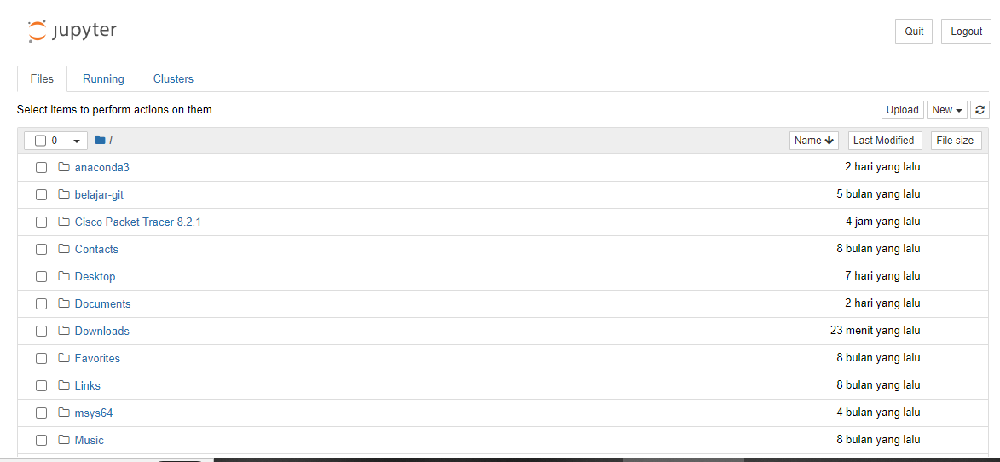 jupyter
Quit Logout
Files Running Clusters
Select items to perform actions on them.
Upload New
0 / Name Last Modified File size
anaconda3 2 hari yang lalu
belajar-git 5 bulan yang lalu
Cisco Packet Tracer 8.2.1 4 jam yang lalu
Contacts 8 bulan yang lalu
Desktop 7 hari yang lalu
Documents 2 hari yang lalu
Downloads 23 menit yang lalu
Favorites 8 bulan yang lalu
Links 8 bulan yang lalu
msys64 4 bulan yang lalu
Music 8 bulan yang lalu